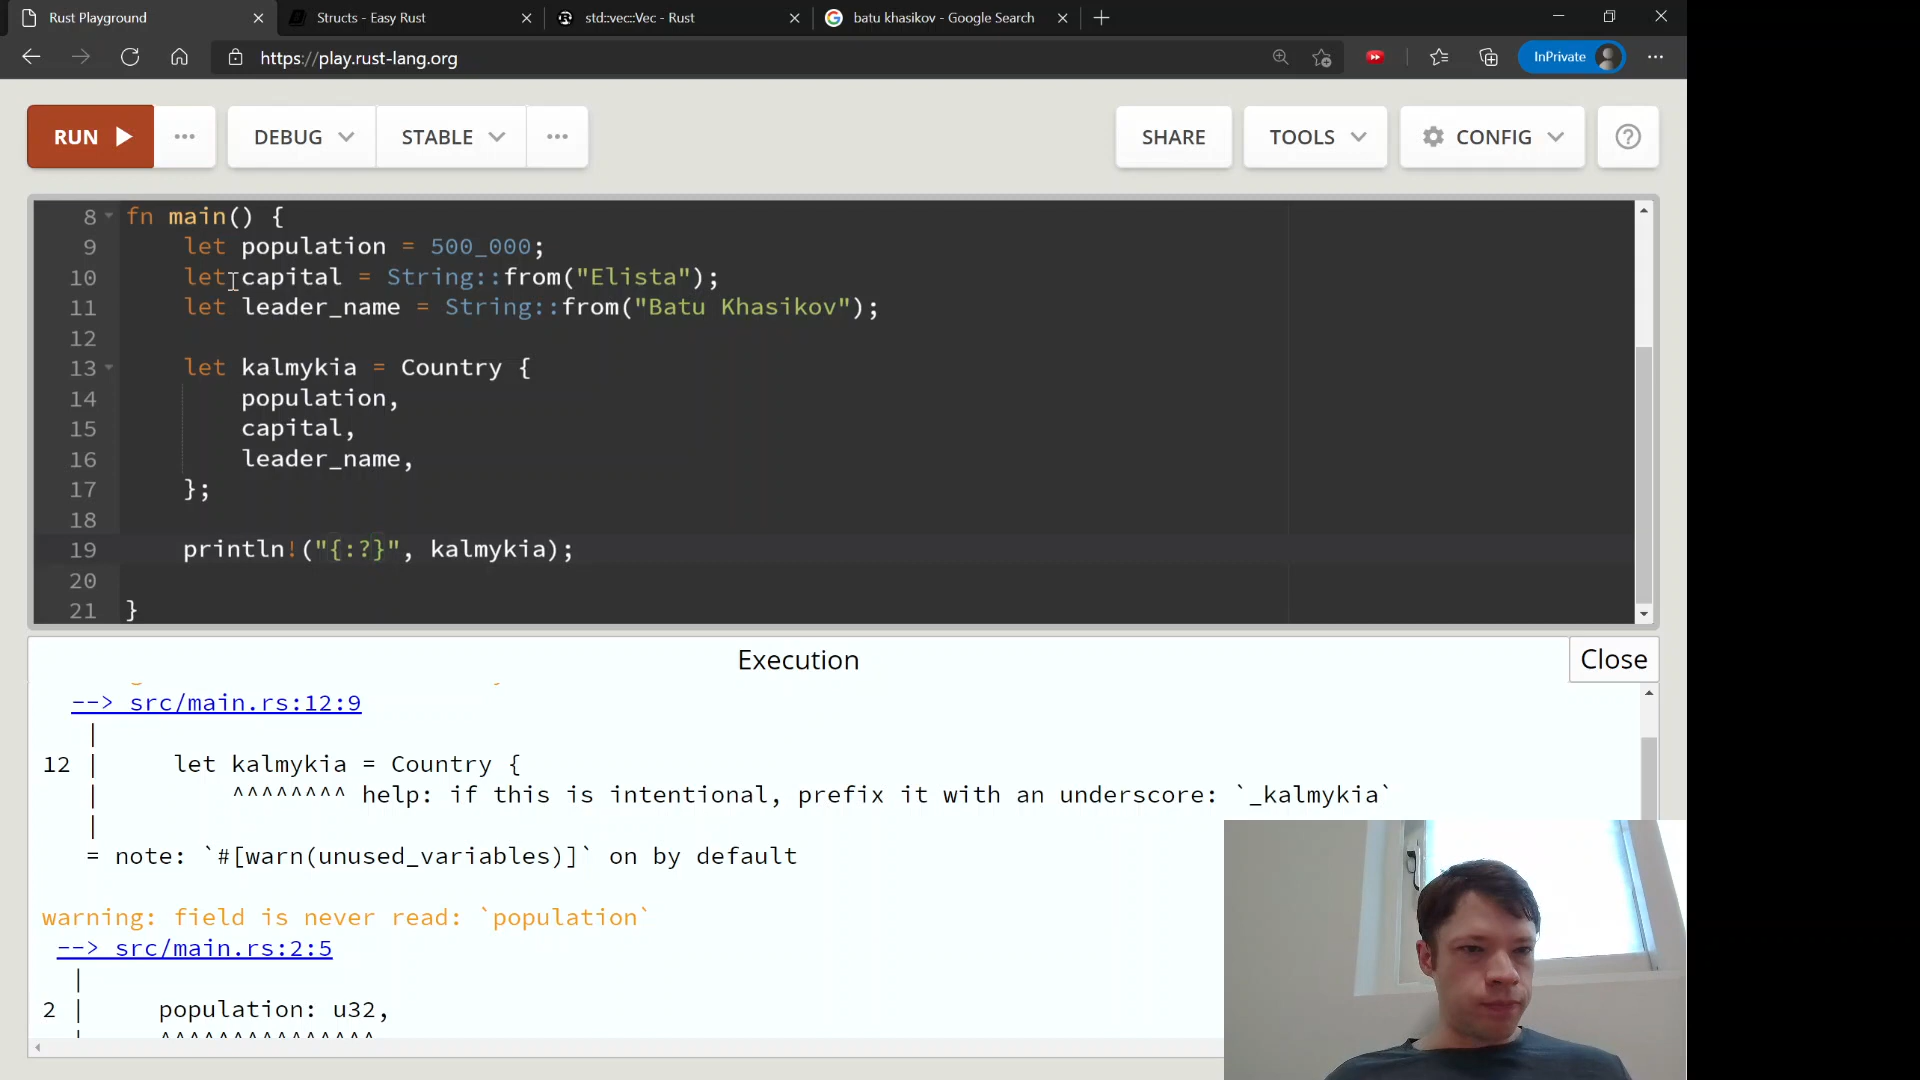 Rust Playground
Structs - Easy Rust
std::vec::Vec - Rust
batu khasikov - Google Search
https://play.rust-lang.org
InPrivate
RUN
DEBUG
STABLE
SHARE
TOOLS
CONFIG
8 fn main() {
9 let population = 500_000;
10 let capital = String::from("Elista");
11 let leader_name = String::from("Batu Khasikov");
12
13 let kalmykia = Country {
14 population,
15 capital,
16 leader_name,
17 };
18
19 println!("{:?}", kalmykia);
20
21 }
Execution
Close
--> src/main.rs:12:9
|
12 | let kalmykia = Country {
| ^^^^^^^^ help: if this is intentional, prefix it with an underscore: `_kalmykia`
|
= note: `#[warn(unused_variables)]` on by default
warning: field is never read: `population`
--> src/main.rs:2:5
|
2 | population: u32,
| ^^^^^^^^^^^^^^^